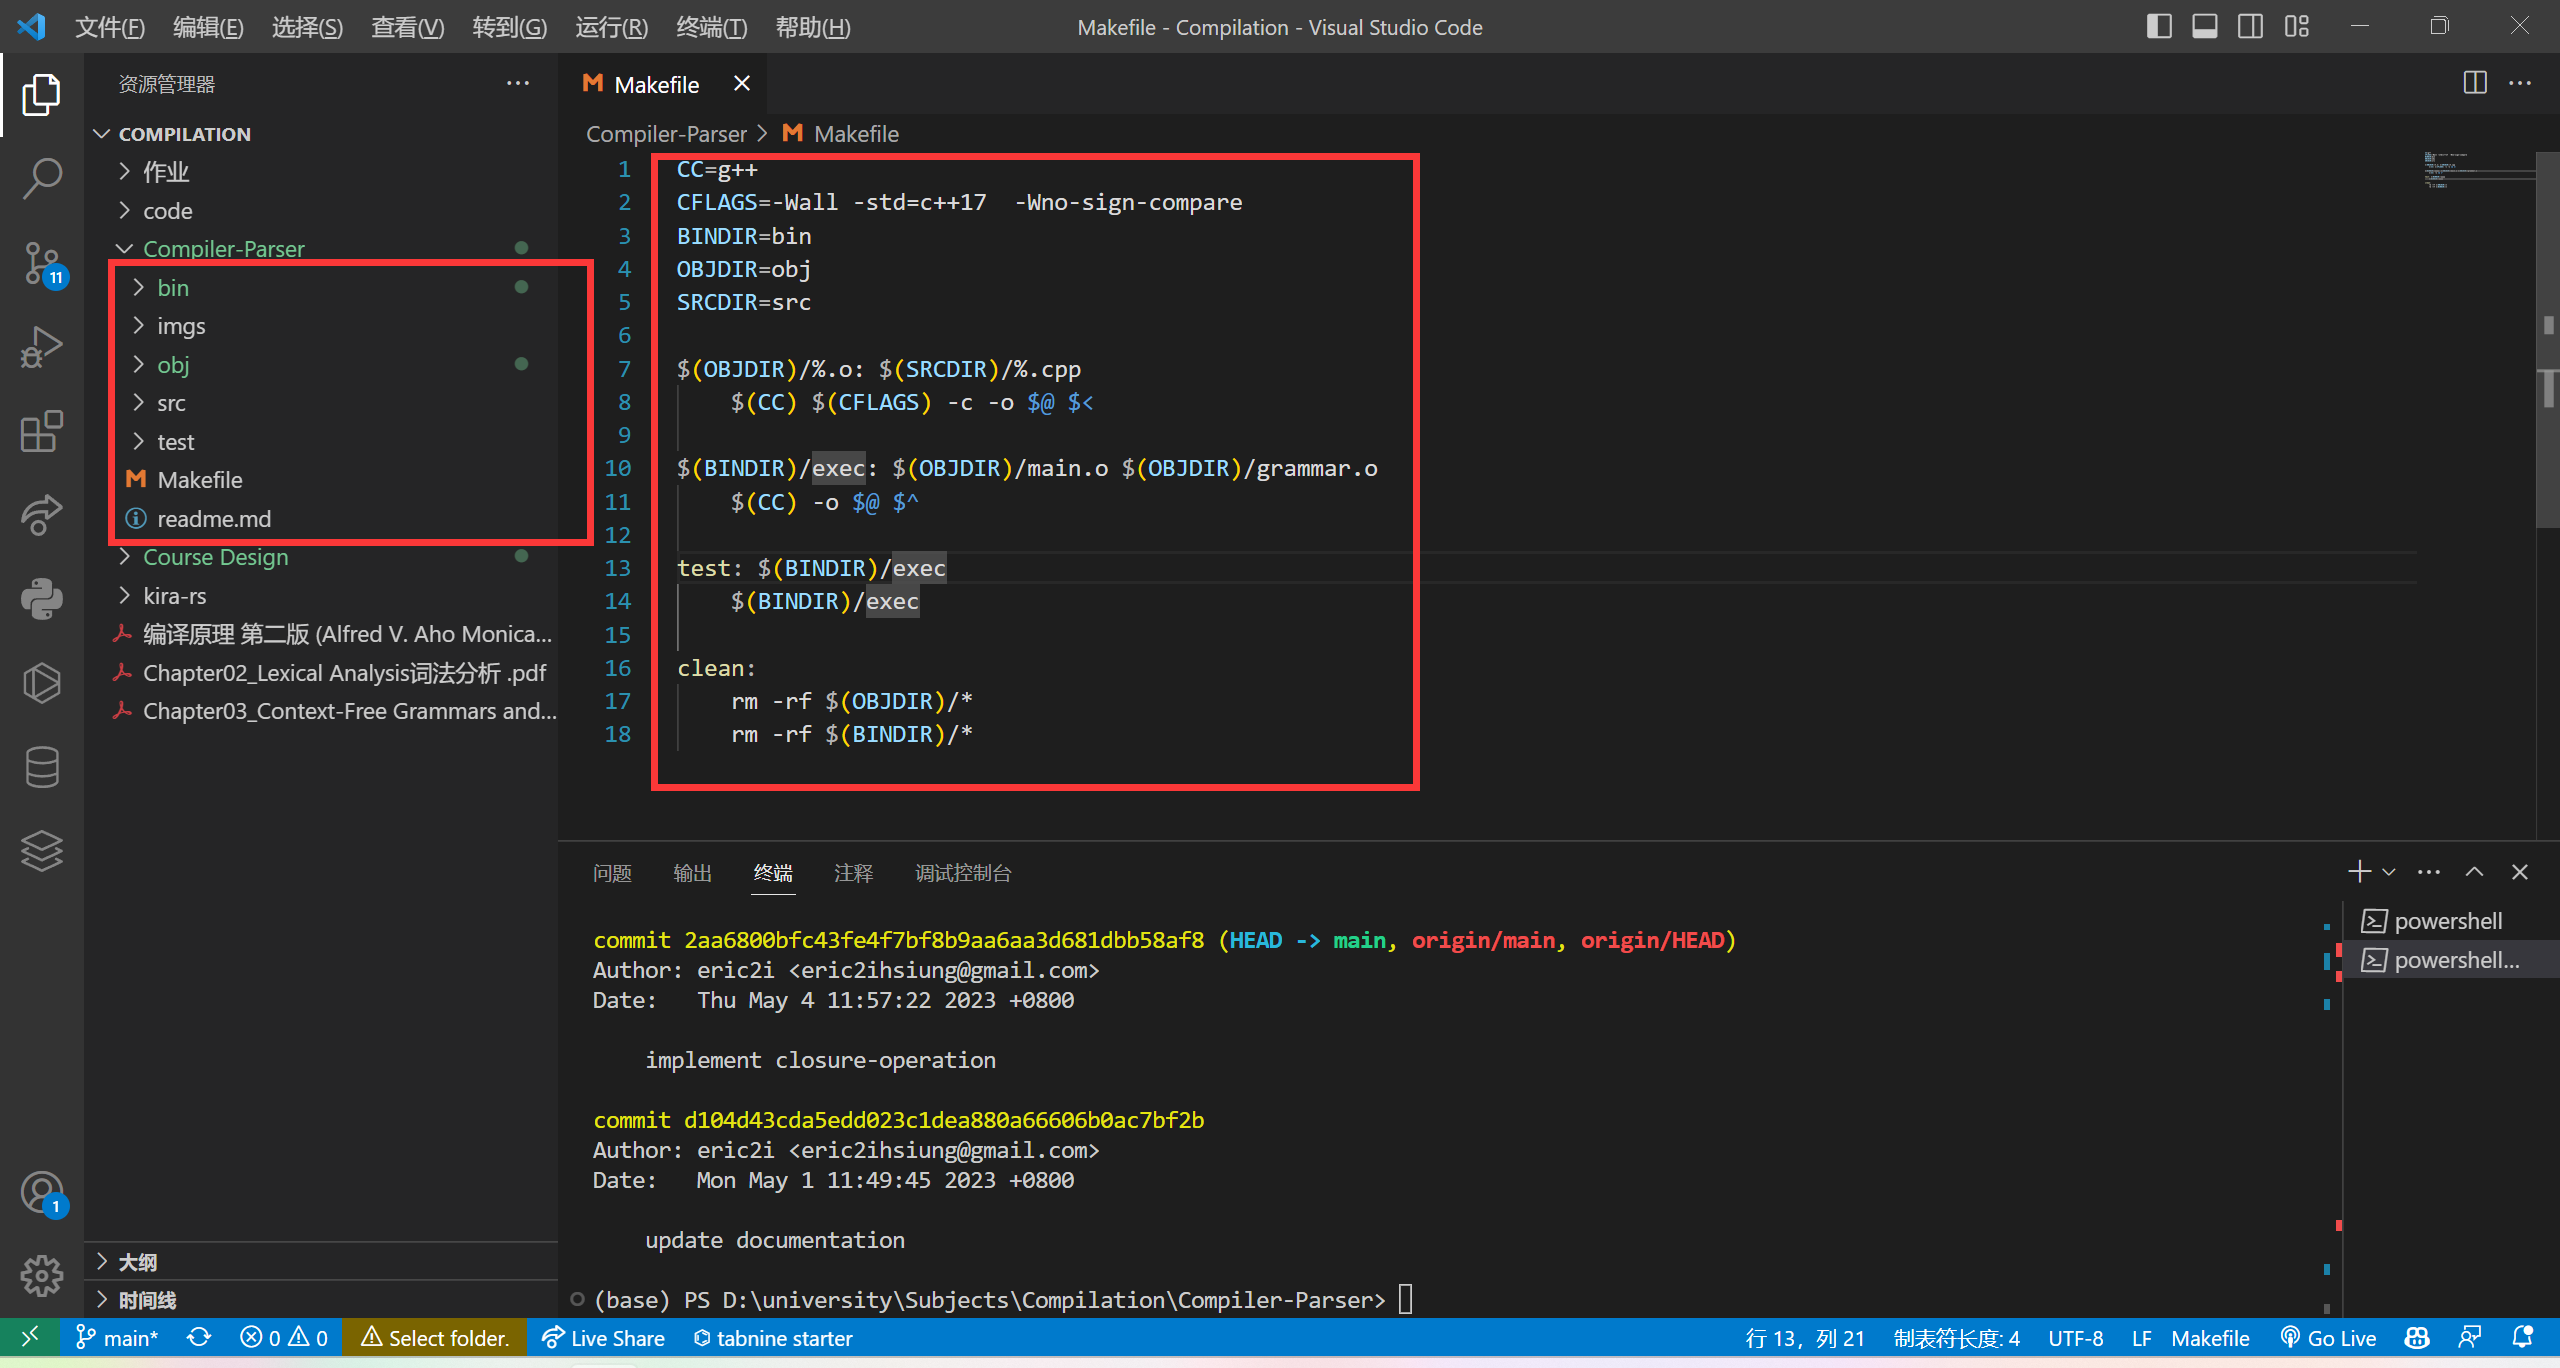 文件(F) 编辑(E) 选择(S) 查看(V) 转到(G) 运行(R) 终端(T) 帮助(H)
Makefile - Compilation - Visual Studio Code
资源管理器
COMPILATION
作业
code
Compiler-Parser
bin
imgs
obj
src
test
Makefile
readme.md
Course Design
kira-rs
编译原理 第二版 (Alfred V. Aho Monica...
Chapter02_Lexical Analysis词法分析 .pdf
Chapter03_Context-Free Grammars and...
大纲
时间线
11
1
M Makefile
Compiler-Parser > M Makefile
1 CC=g++
2 CFLAGS=-Wall -std=c++17  -Wno-sign-compare
3 BINDIR=bin
4 OBJDIR=obj
5 SRCDIR=src
6
7 $(OBJDIR)/%.o: $(SRCDIR)/%.cpp
8     $(CC) $(CFLAGS) -c -o $@ $<
9
10 $(BINDIR)/exec: $(OBJDIR)/main.o $(OBJDIR)/grammar.o
11     $(CC) -o $@ $^
12
13 test: $(BINDIR)/exec
14     $(BINDIR)/exec
15
16 clean:
17     rm -rf $(OBJDIR)/*
18     rm -rf $(BINDIR)/*
问题 输出 终端 注释 调试控制台
commit 2aa6800bfc43fe4f7bf8b9aa6aa3d681dbb58af8 (HEAD -> main, origin/main, origin/HEAD)
Author: eric2i <eric2ihsiung@gmail.com>
Date:   Thu May 4 11:57:22 2023 +0800
implement closure-operation
commit d104d43cda5edd023c1dea880a66606b0ac7bf2b
Author: eric2i <eric2ihsiung@gmail.com>
Date:   Mon May 1 11:49:45 2023 +0800
update documentation
(base) PS D:\university\Subjects\Compilation\Compiler-Parser>
powershell
powershell...
main* 0 0 Select folder. Live Share tabnine starter
行 13，列 21 制表符长度: 4 UTF-8 LF Makefile Go Live